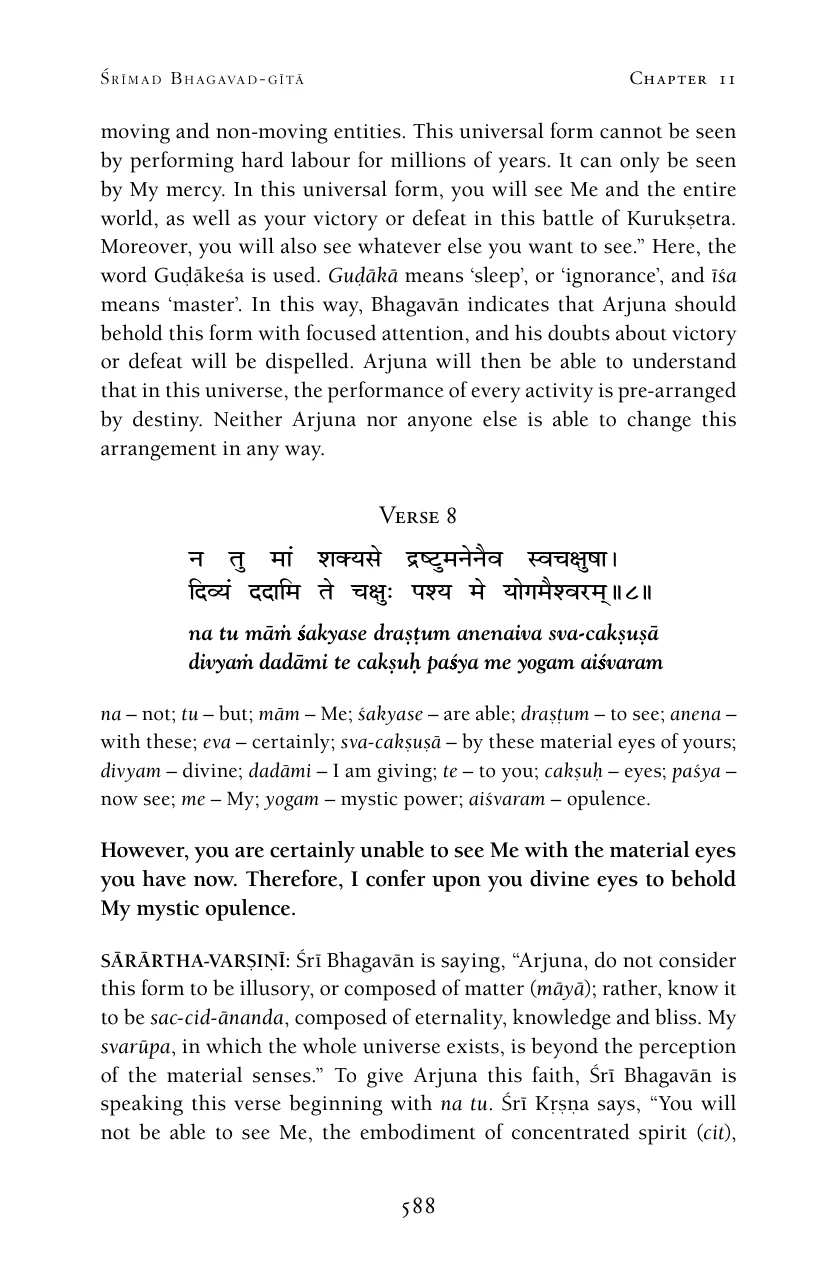 Śrīmad Bhagavad-gītā Chapter 11
moving and non-moving entities. This universal form cannot be seen
by performing hard labour for millions of years. It can only be seen
by My mercy. In this universal form, you will see Me and the entire
world, as well as your victory or defeat in this battle of Kurukṣetra.
Moreover, you will also see whatever else you want to see.” Here, the
word Guḍākeśa is used. Guḍākā means ‘sleep’, or ‘ignorance’, and īśa
means ‘master’. In this way, Bhagavān indicates that Arjuna should
behold this form with focused attention, and his doubts about victory
or defeat will be dispelled. Arjuna will then be able to understand
that in this universe, the performance of every activity is pre-arranged
by destiny. Neither Arjuna nor anyone else is able to change this
arrangement in any way.
Verse 8
न तु मां शक्यसे द्रष्टुमनेनैव स्वचक्षुषा।
दिव्यं ददामि ते चक्षुः पश्य मे योगमैश्वरम्॥८॥
na tu māṁ śakyase draṣṭum anenaiva sva-cakṣuṣā
divyaṁ dadāmi te cakṣuḥ paśya me yogam aiśvaram
na – not; tu – but; mām – Me; śakyase – are able; draṣṭum – to see; anena –
with these; eva – certainly; sva-cakṣuṣā – by these material eyes of yours;
divyam – divine; dadāmi – I am giving; te – to you; cakṣuḥ – eyes; paśya –
now see; me – My; yogam – mystic power; aiśvaram – opulence.
However, you are certainly unable to see Me with the material eyes
you have now. Therefore, I confer upon you divine eyes to behold
My mystic opulence.
SĀRĀRTHA-VARṢIṆĪ: Śrī Bhagavān is saying, “Arjuna, do not consider
this form to be illusory, or composed of matter (māyā); rather, know it
to be sac-cid-ānanda, composed of eternality, knowledge and bliss. My
svarūpa, in which the whole universe exists, is beyond the perception
of the material senses.” To give Arjuna this faith, Śrī Bhagavān is
speaking this verse beginning with na tu. Śrī Kṛṣṇa says, “You will
not be able to see Me, the embodiment of concentrated spirit (cit),
588